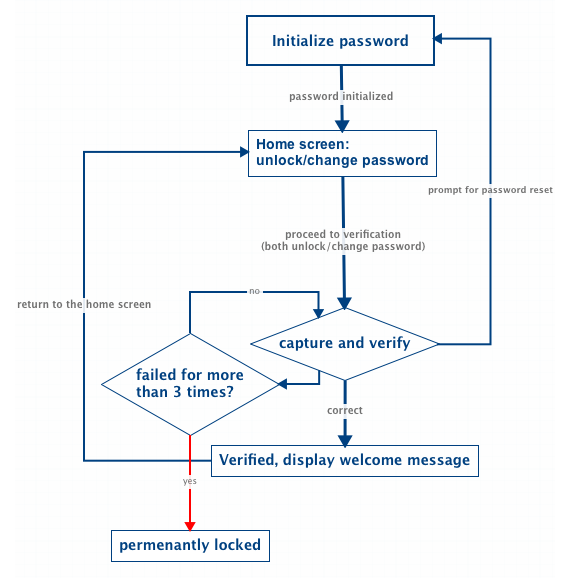 Initialize password
password initialized
Home screen:
unlock/change password
prompt for password reset
proceed to verification
(both unlock/change password)
no
return to the home screen
capture and verify
failed for more
than 3 times?
correct
Verified, display welcome message
yes
permenantly locked